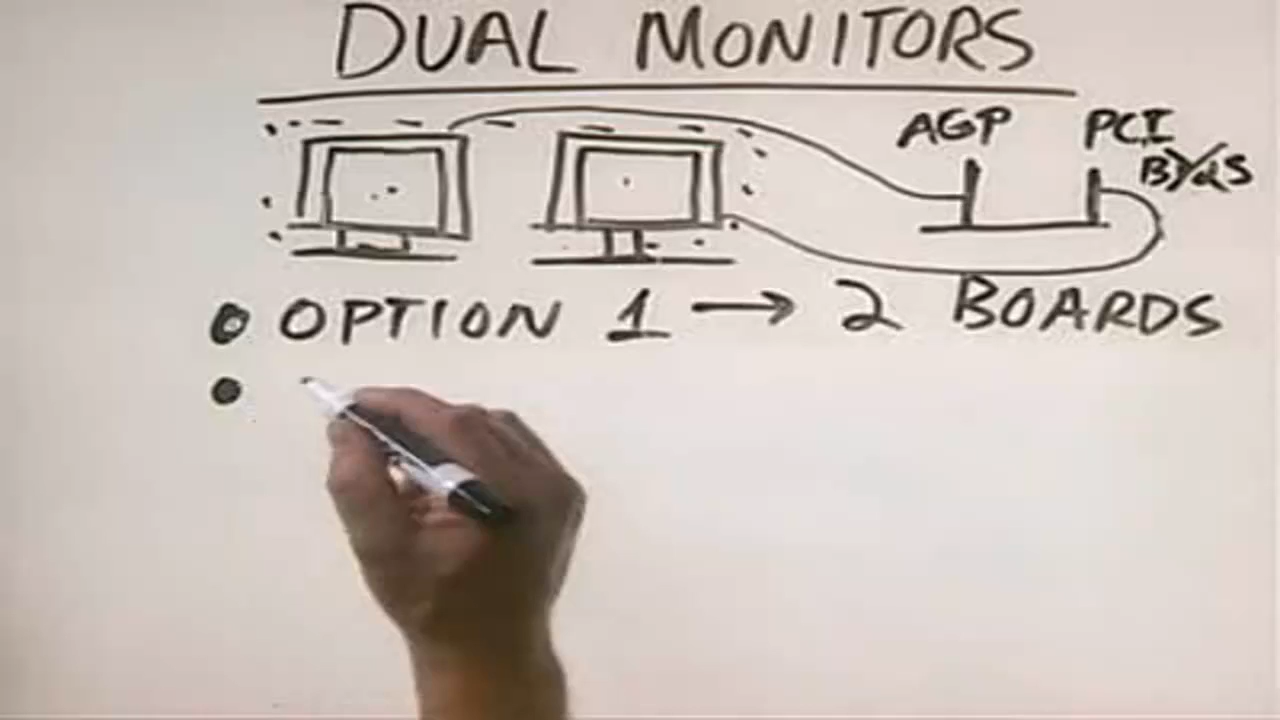 DUAL MONITORS
AGP PCI
• OPTION 1 → 2 BOARDS
•